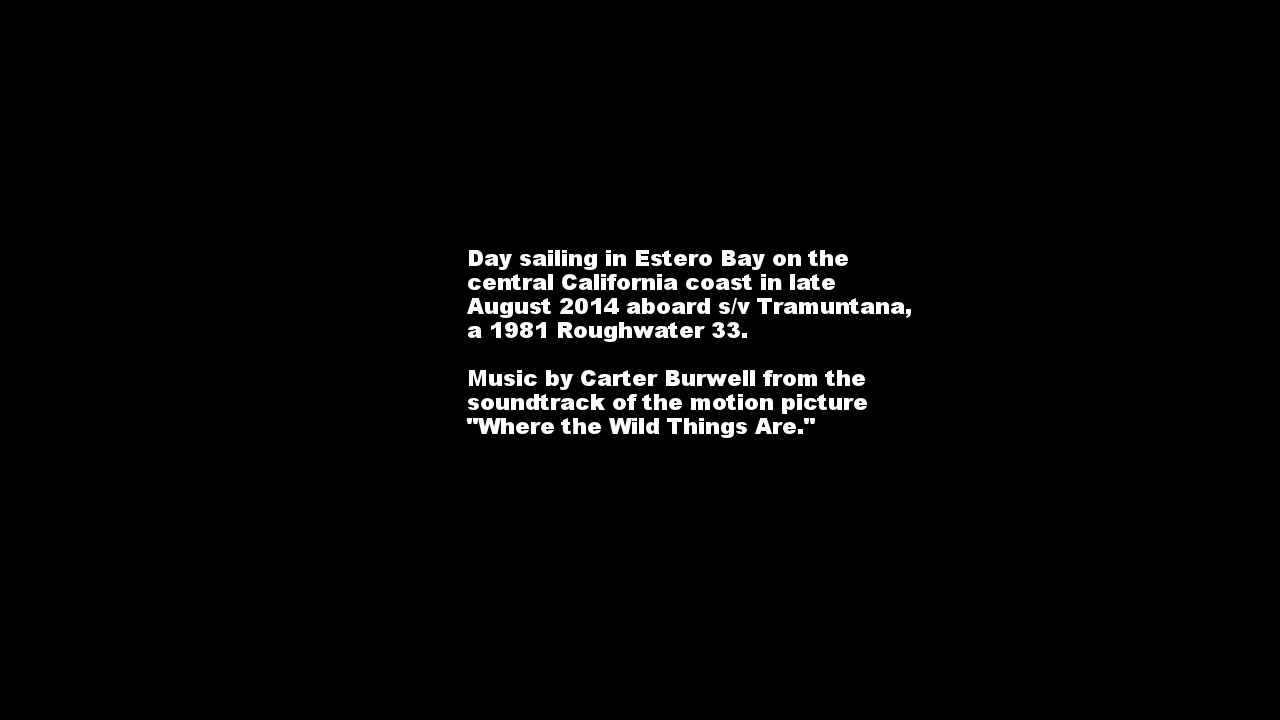 Day sailing in Estero Bay on the
central California coast in late
August 2014 aboard s/v Tramuntana,
a 1981 Roughwater 33.
Music by Carter Burwell from the
soundtrack of the motion picture
"Where the Wild Things Are."